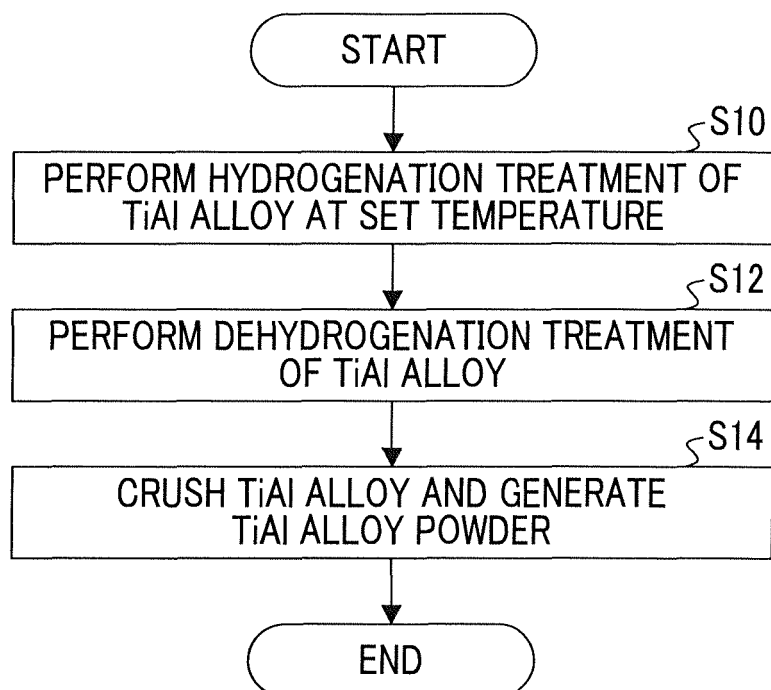 START
S10
PERFORM HYDROGENATION TREATMENT OF
TiAl ALLOY AT SET TEMPERATURE
S12
PERFORM DEHYDROGENATION TREATMENT
OF TiAl ALLOY
S14
CRUSH TiAl ALLOY AND GENERATE
TiAl ALLOY POWDER
END